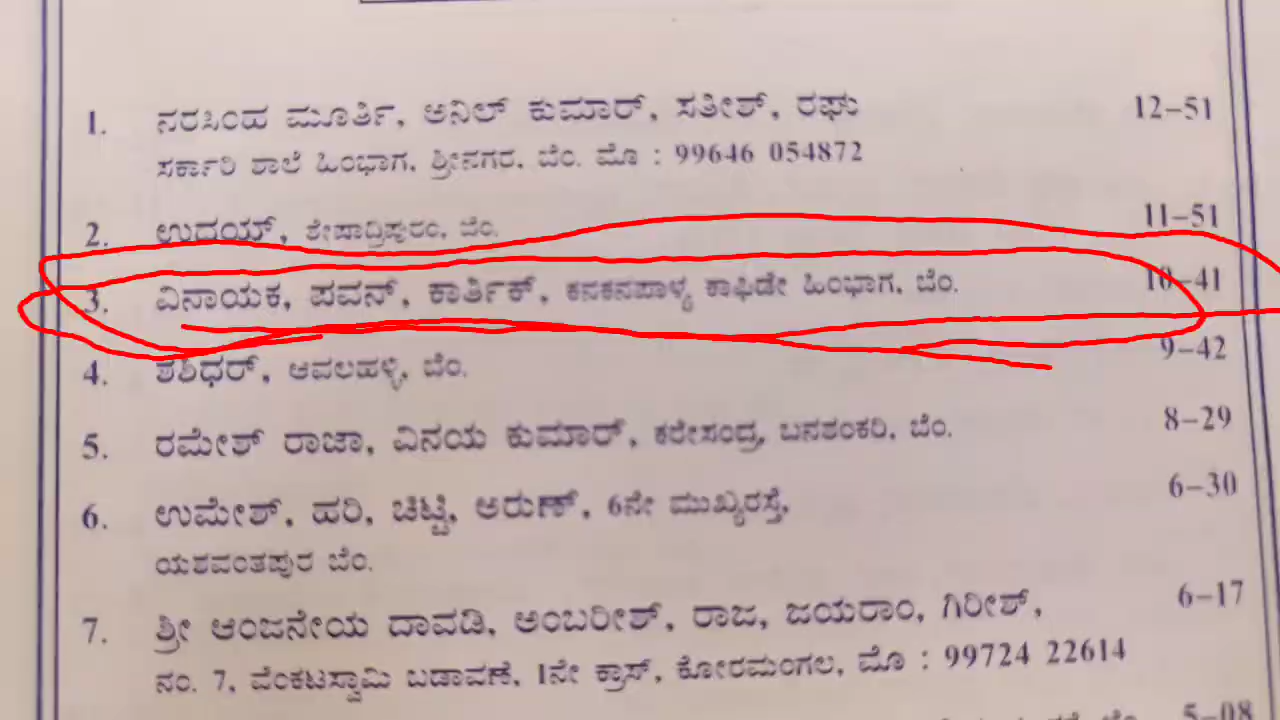 1. ನರಸಿಂಹ ಮೂರ್ತಿ, ಅನಿಲ್ ಕುಮಾರ್, ಸತೀಶ್, ರಘು 12-51
ಸರ್ಕಾರಿ ಶಾಲೆ ಹಿಂಭಾಗ, ಶ್ರೀನಗರ, ಬೆಂ. ಮೊ : 99646 054872
2. ಉದಯ್, ಶೇಷಾದ್ರಿಪುರಂ, ಬೆಂ. 11-51
3. ವಿನಾಯಕ, ಪವನ್, ಕಾರ್ತಿಕ್, ಕನಕನಪಾಳ್ಯ ಕಾಫಿಡೇ ಹಿಂಭಾಗ, ಬೆಂ. 10-41
4. ಶಶಿಧರ್, ಆವಲಹಳ್ಳಿ, ಬೆಂ. 9-42
5. ರಮೇಶ್ ರಾಜಾ, ವಿನಯ ಕುಮಾರ್, ಕರೇಸಂದ್ರ, ಬನಶಂಕರಿ, ಬೆಂ. 8-29
6. ಉಮೇಶ್, ಹರಿ, ಚಿಟ್ಟಿ, ಅರುಣ್, 6ನೇ ಮುಖ್ಯರಸ್ತೆ, 6-30
ಯಶವಂತಪುರ ಬೆಂ.
7. ಶ್ರೀ ಆಂಜನೇಯ ದಾವಡಿ, ಅಂಬರೀಶ್, ರಾಜ, ಜಯರಾಂ, ಗಿರೀಶ್, 6-17
ನಂ. 7, ವೆಂಕಟಸ್ವಾಮಿ ಬಡಾವಣೆ, 1ನೇ ಕ್ರಾಸ್, ಕೋರಮಂಗಲ, ಮೊ : 99724 22614
5-08